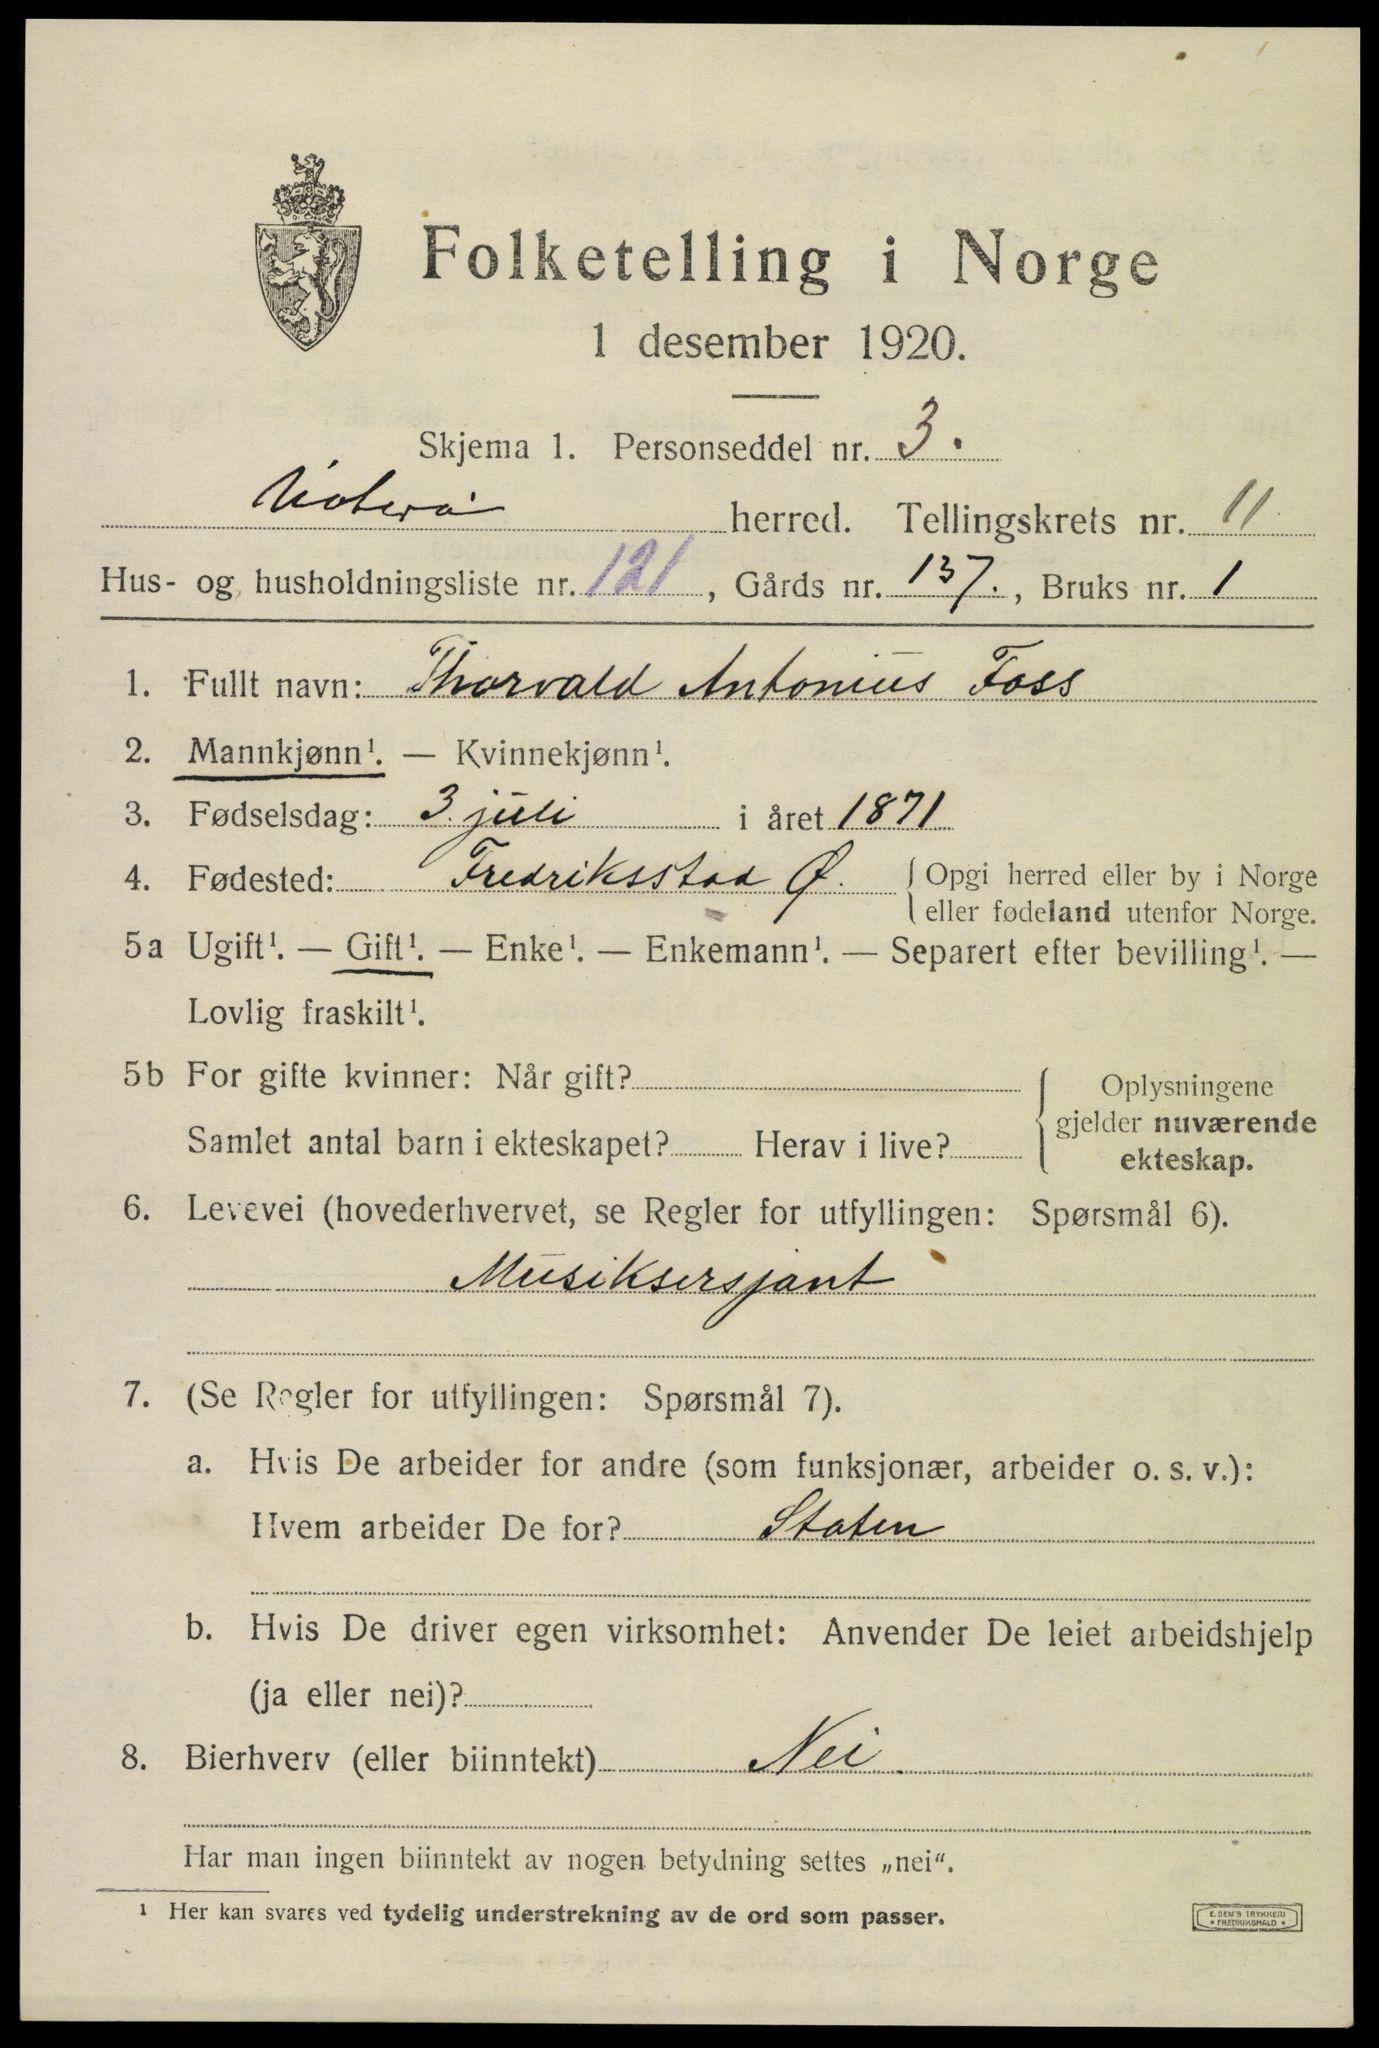 Folketelling i Norge
1 desember 1920.
Skjema 1. Personseddel nr. 3.
herred. Tellingskrets nr. 11
Hus- og husholdningsliste nr. 121, Gårds nr. 137., Bruks nr. 1
1. Fullt navn: Thorvald Antonius Foss
2. Mannkjønn¹. — Kvinnekjønn¹.
3. Fødselsdag: 3. juli i året 1871
4. Fødested: Fredriksstad Ø. { Opgi herred eller by i Norge
eller fødeland utenfor Norge.
5a Ugift¹. — Gift¹. — Enke¹. — Enkemann¹. — Separert efter bevilling¹. —
Lovlig fraskilt¹.
5b For gifte kvinner: Når gift?
Samlet antal barn i ekteskapet? Herav i live?
{ Oplysningene
gjelder nuværende
ekteskap.
6. Levevei (hovederhvervet, se Regler for utfyllingen: Spørsmål 6).
Musiksersjant
7. (Se Regler for utfyllingen: Spørsmål 7).
a. Hvis De arbeider for andre (som funksjonær, arbeider o. s. v.):
Hvem arbeider De for? Staten
b. Hvis De driver egen virksomhet: Anvender De leiet arbeidshjelp
(ja eller nei)?
8. Bierhverv (eller biinntekt) Nei.
Har man ingen biinntekt av nogen betydning settes „nei“.
¹ Her kan svares ved tydelig understrekning av de ord som passer.
E. SEM'S TRYKKERI
• FREDRIKSHALD •